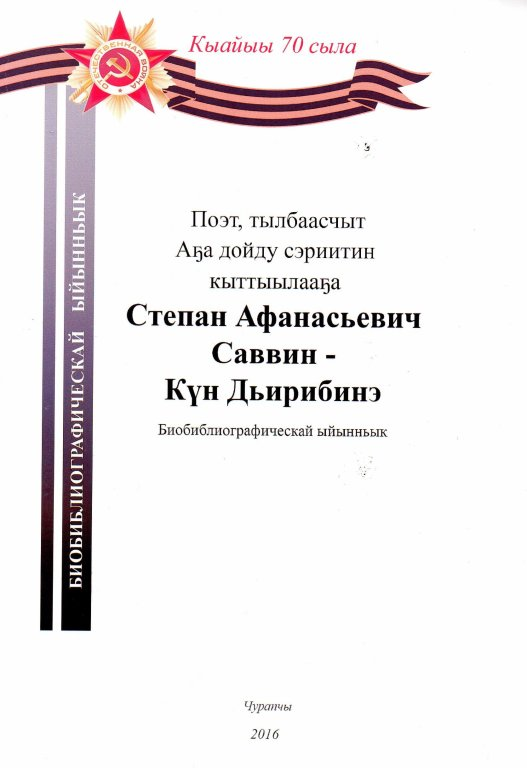 Кыайыы 70 сыла
ОТЕЧЕСТВЕННАЯ ВОЙНА
БИОБИБЛИОГРАФИЧЕСКАЙ ЫЙЫННЬЫК
Поэт, тылбаасчыт
Аҕа дойду сэриитин
кыттыылааҕа
Степан Афанасьевич
Саввин -
Күн Дьирибинэ
Биобиблиографическай ыйынньык
Чурапчы
2016